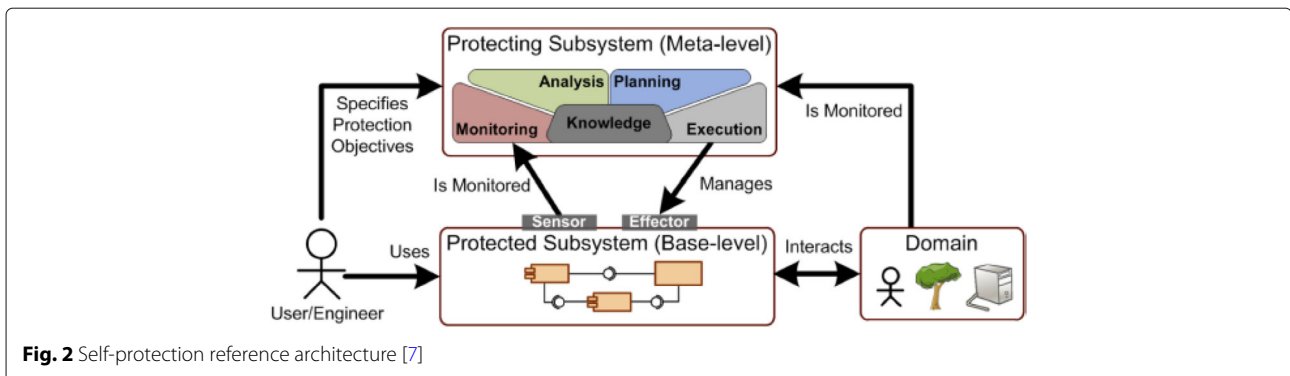 Protecting Subsystem (Meta-level)
Analysis Planning
Monitoring Knowledge Execution
Specifies
Protection
Objectives
Is Monitored
Is Monitored
Manages
Sensor Effector
Protected Subsystem (Base-level)
Uses
Interacts
Domain
User/Engineer
Fig. 2 Self-protection reference architecture [7]